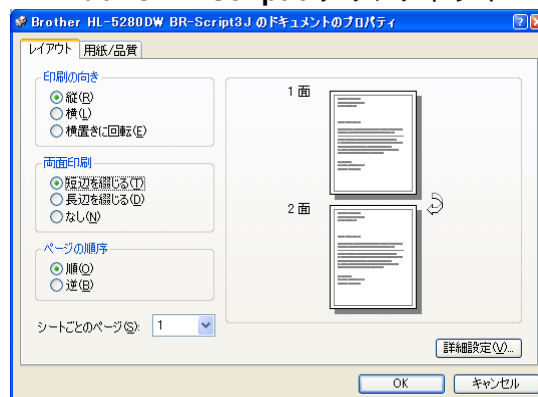 Brother HL-5280DW BR-Script3J のドキュメントのプロパティ
レイアウト 用紙/品質
印刷の向き
縦(R)
横(L)
横置きに回転(E)
両面印刷
短辺を綴じる(T)
長辺を綴じる(D)
なし(N)
ページの順序
順(O)
逆(B)
シートごとのページ(S): 1
1 面
2 面
詳細設定(V)...
OK キャンセル